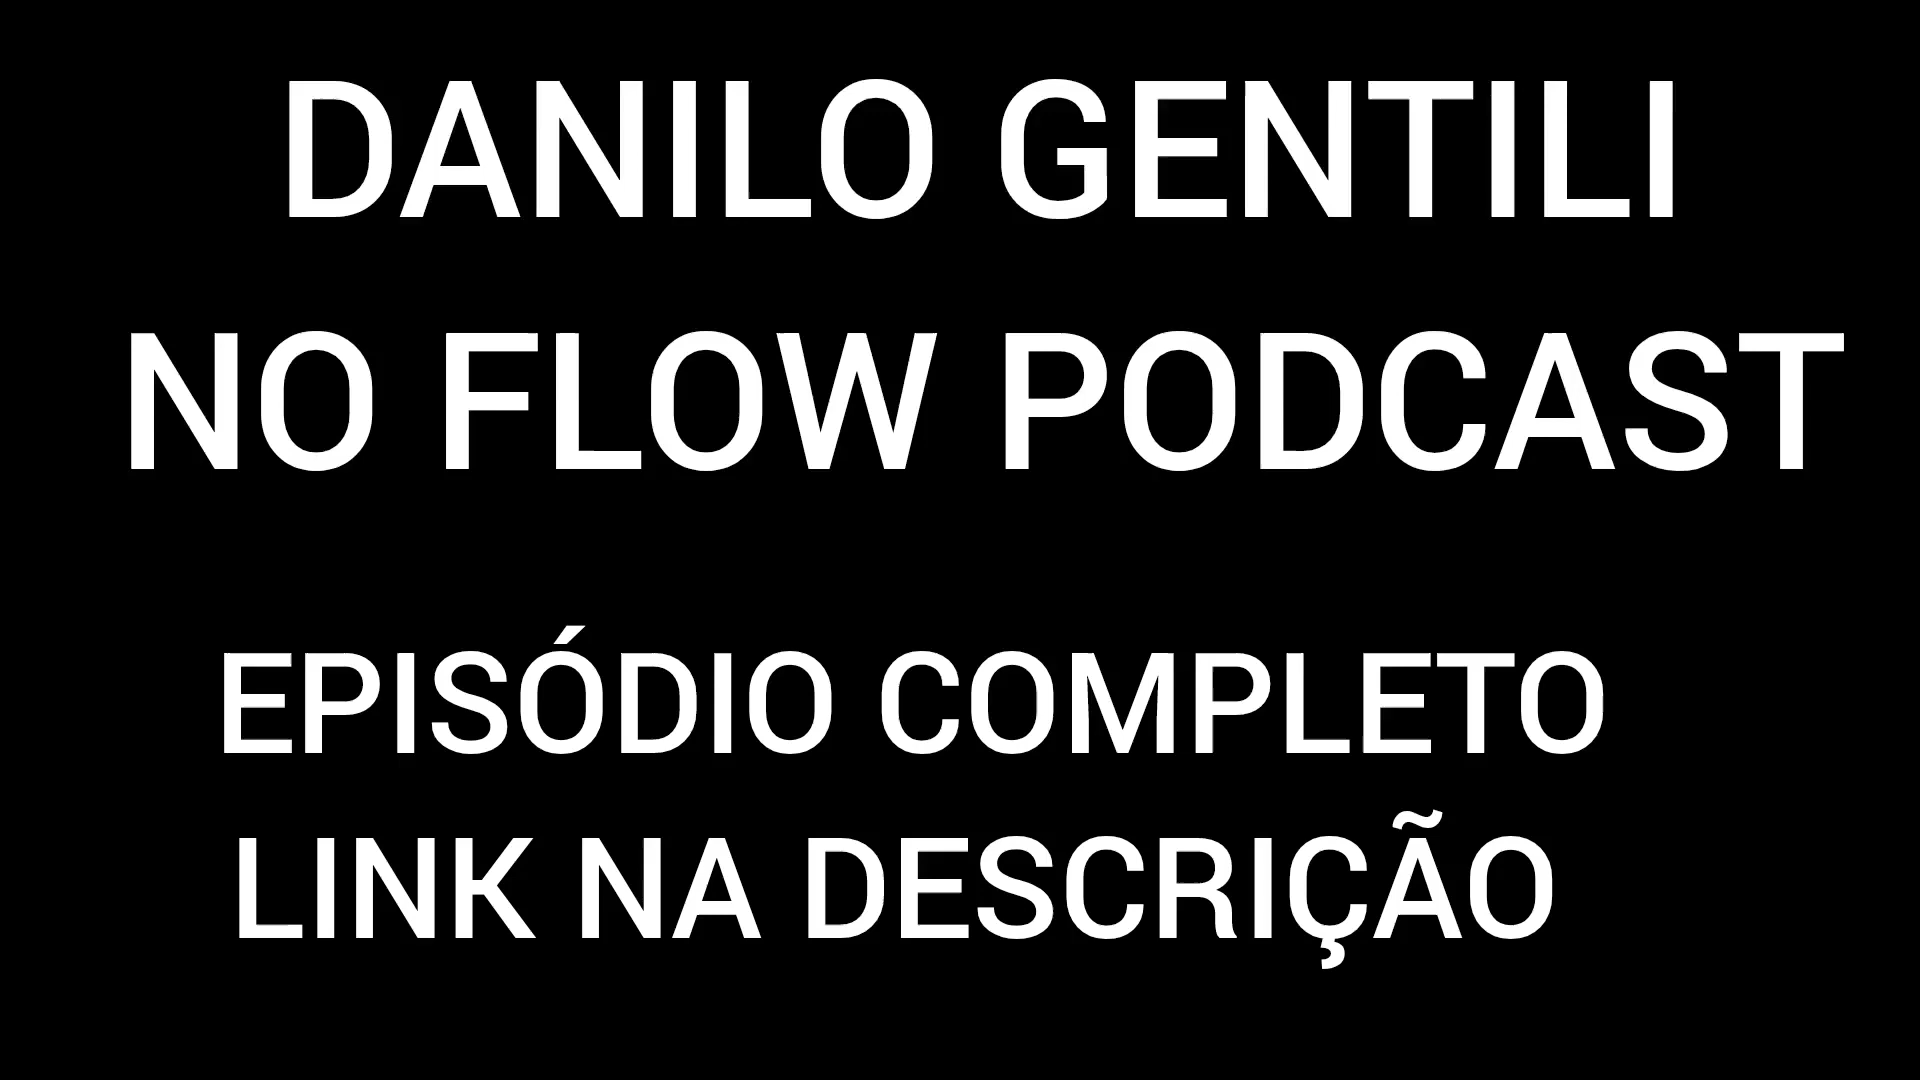 DANILO GENTILI
NO FLOW PODCAST
EPISÓDIO COMPLETO
LINK NA DESCRIÇÃO